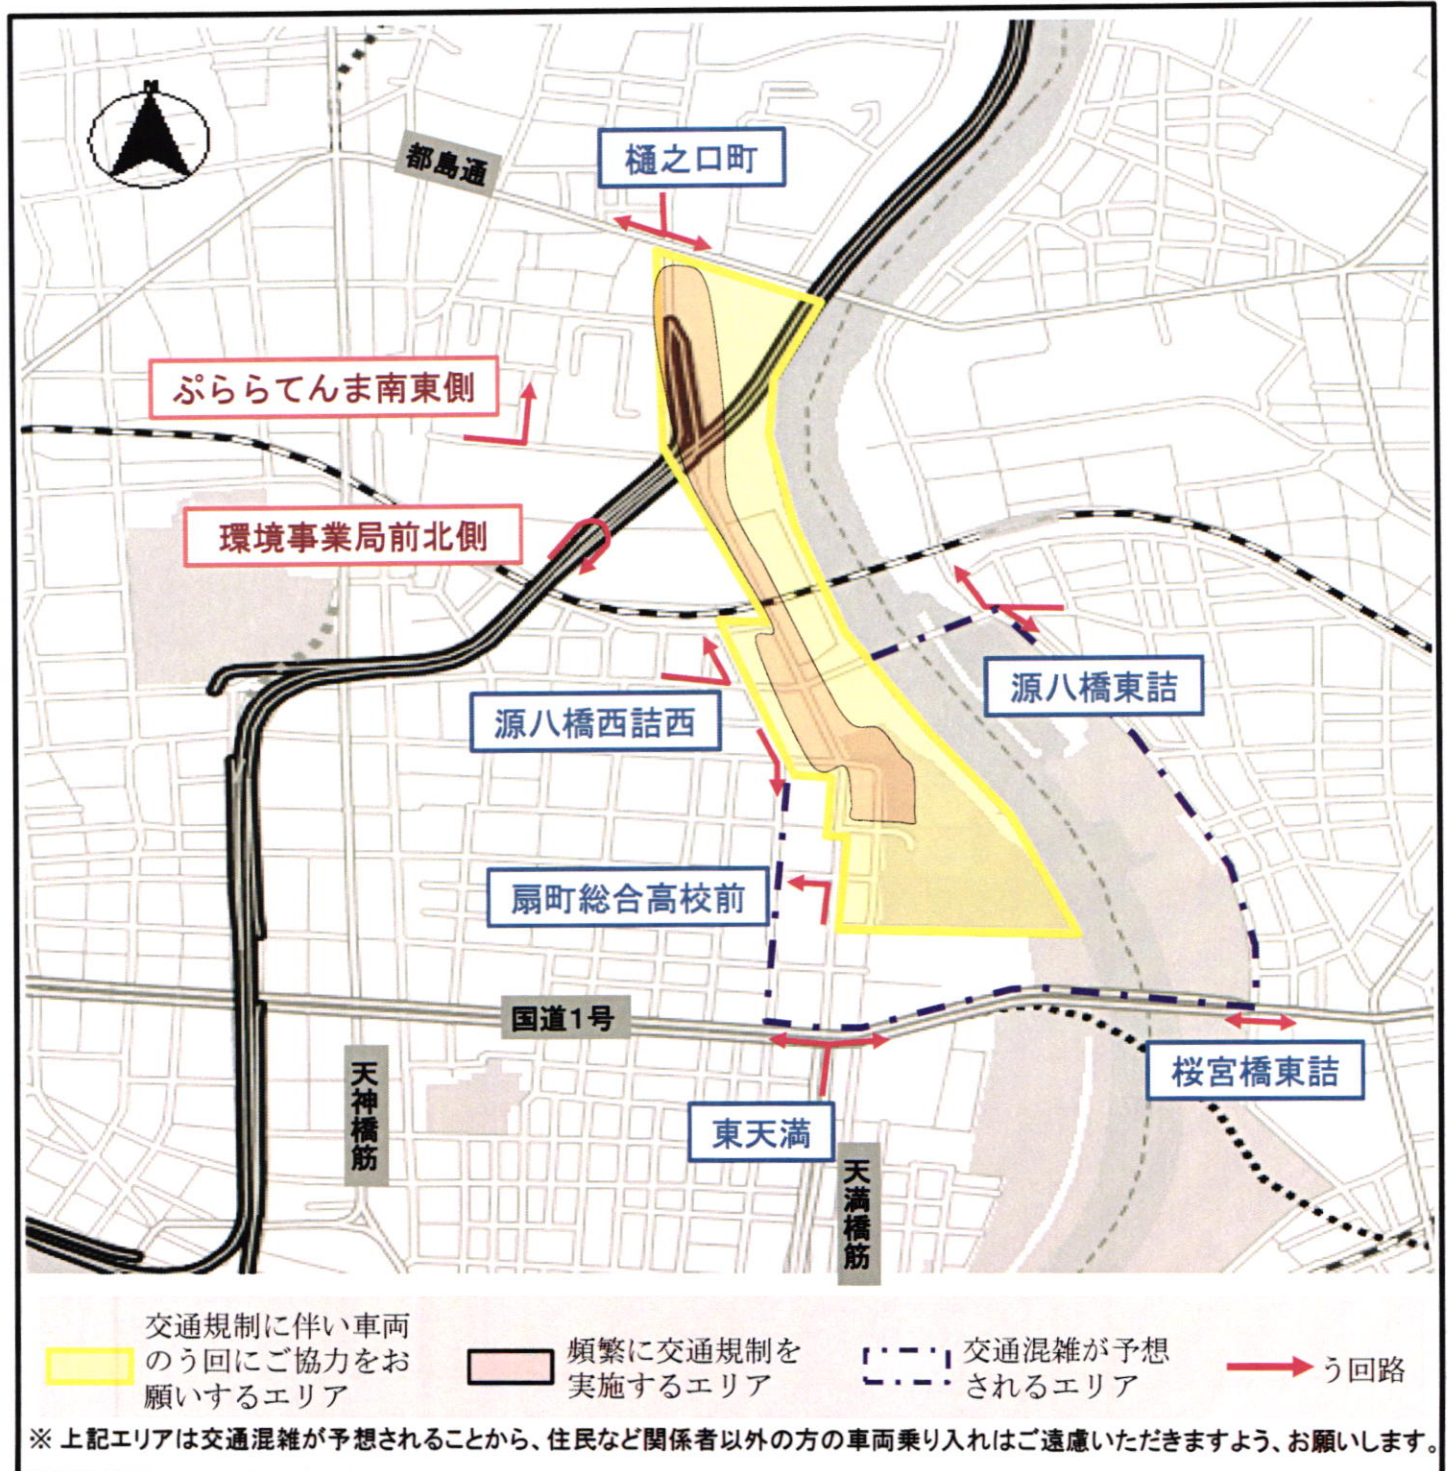 N
都島通
樋之口町
ぷららてんま南東側
環境事業局前北側
源八橋東詰
源八橋西詰西
扇町総合高校前
国道1号
桜宮橋東詰
天神橋筋
東天満
天満橋筋
交通規制に伴い車両
のう回にご協力をお
願いするエリア
頻繁に交通規制を
実施するエリア
交通混雑が予想
されるエリア
う回路
※ 上記エリアは交通混雑が予想されることから、住民など関係者以外の方の車両乗り入れはご遠慮いただきますよう、お願いします。